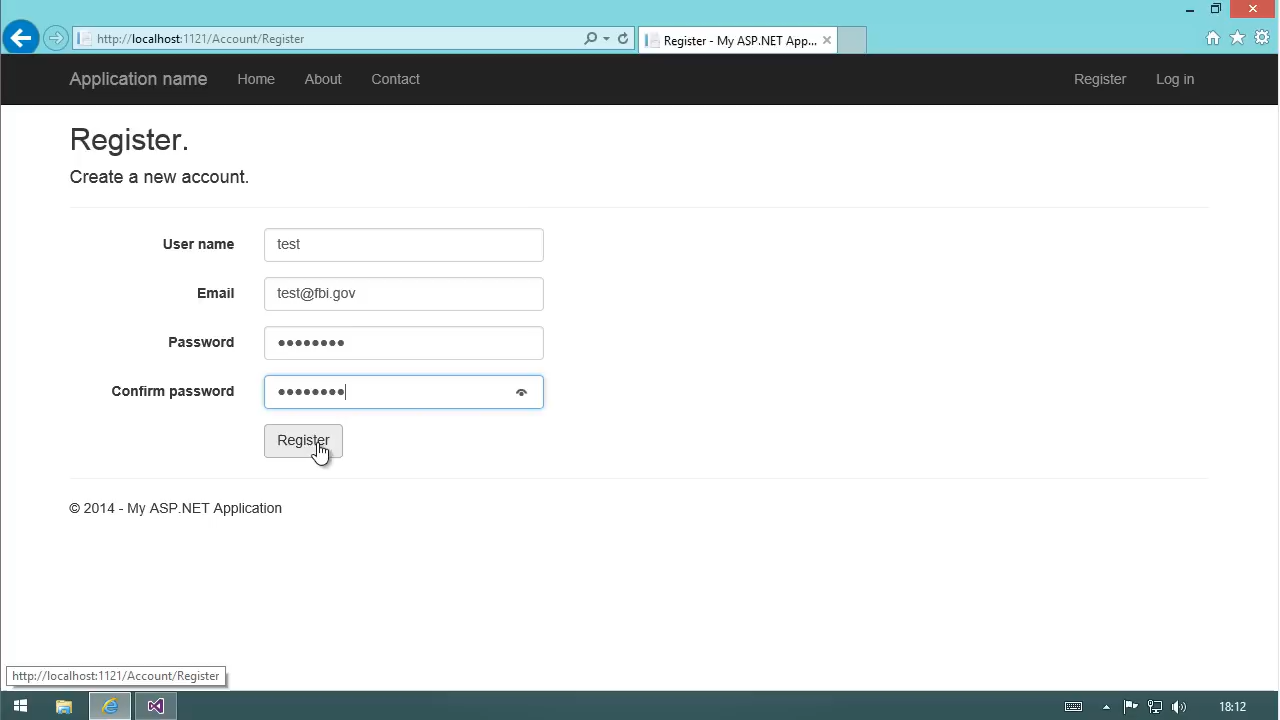 http://localhost:1121/Account/Register
Register - My ASP.NET App...
Application name
Home
About
Contact
Register
Log in
Register.
Create a new account.
User name
test
Email
test@fbi.gov
Password
●●●●●●●●
Confirm password
●●●●●●●●
Register
© 2014 - My ASP.NET Application
http://localhost:1121/Account/Register
18:12